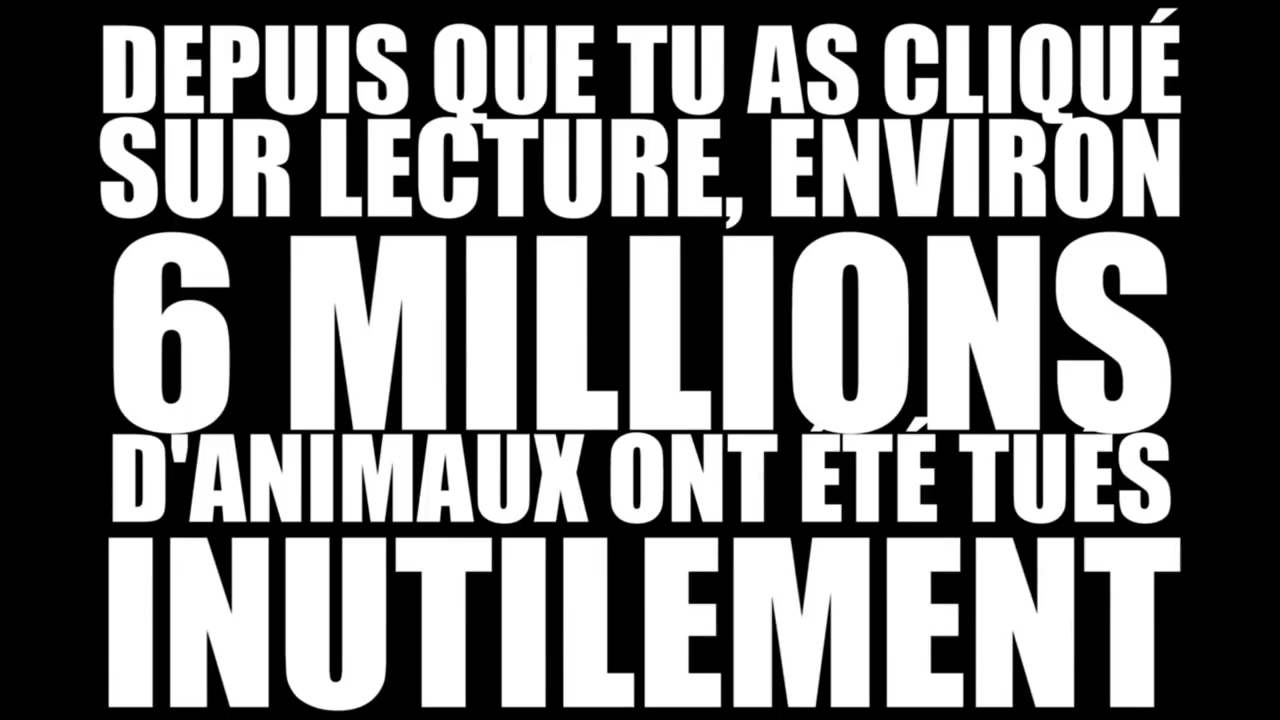 DEPUIS QUE TU AS CLIQUÉ
SUR LECTURE, ENVIRON
6 MILLIONS
D'ANIMAUX ONT ÉTÉ TUÉS
INUTILEMENT